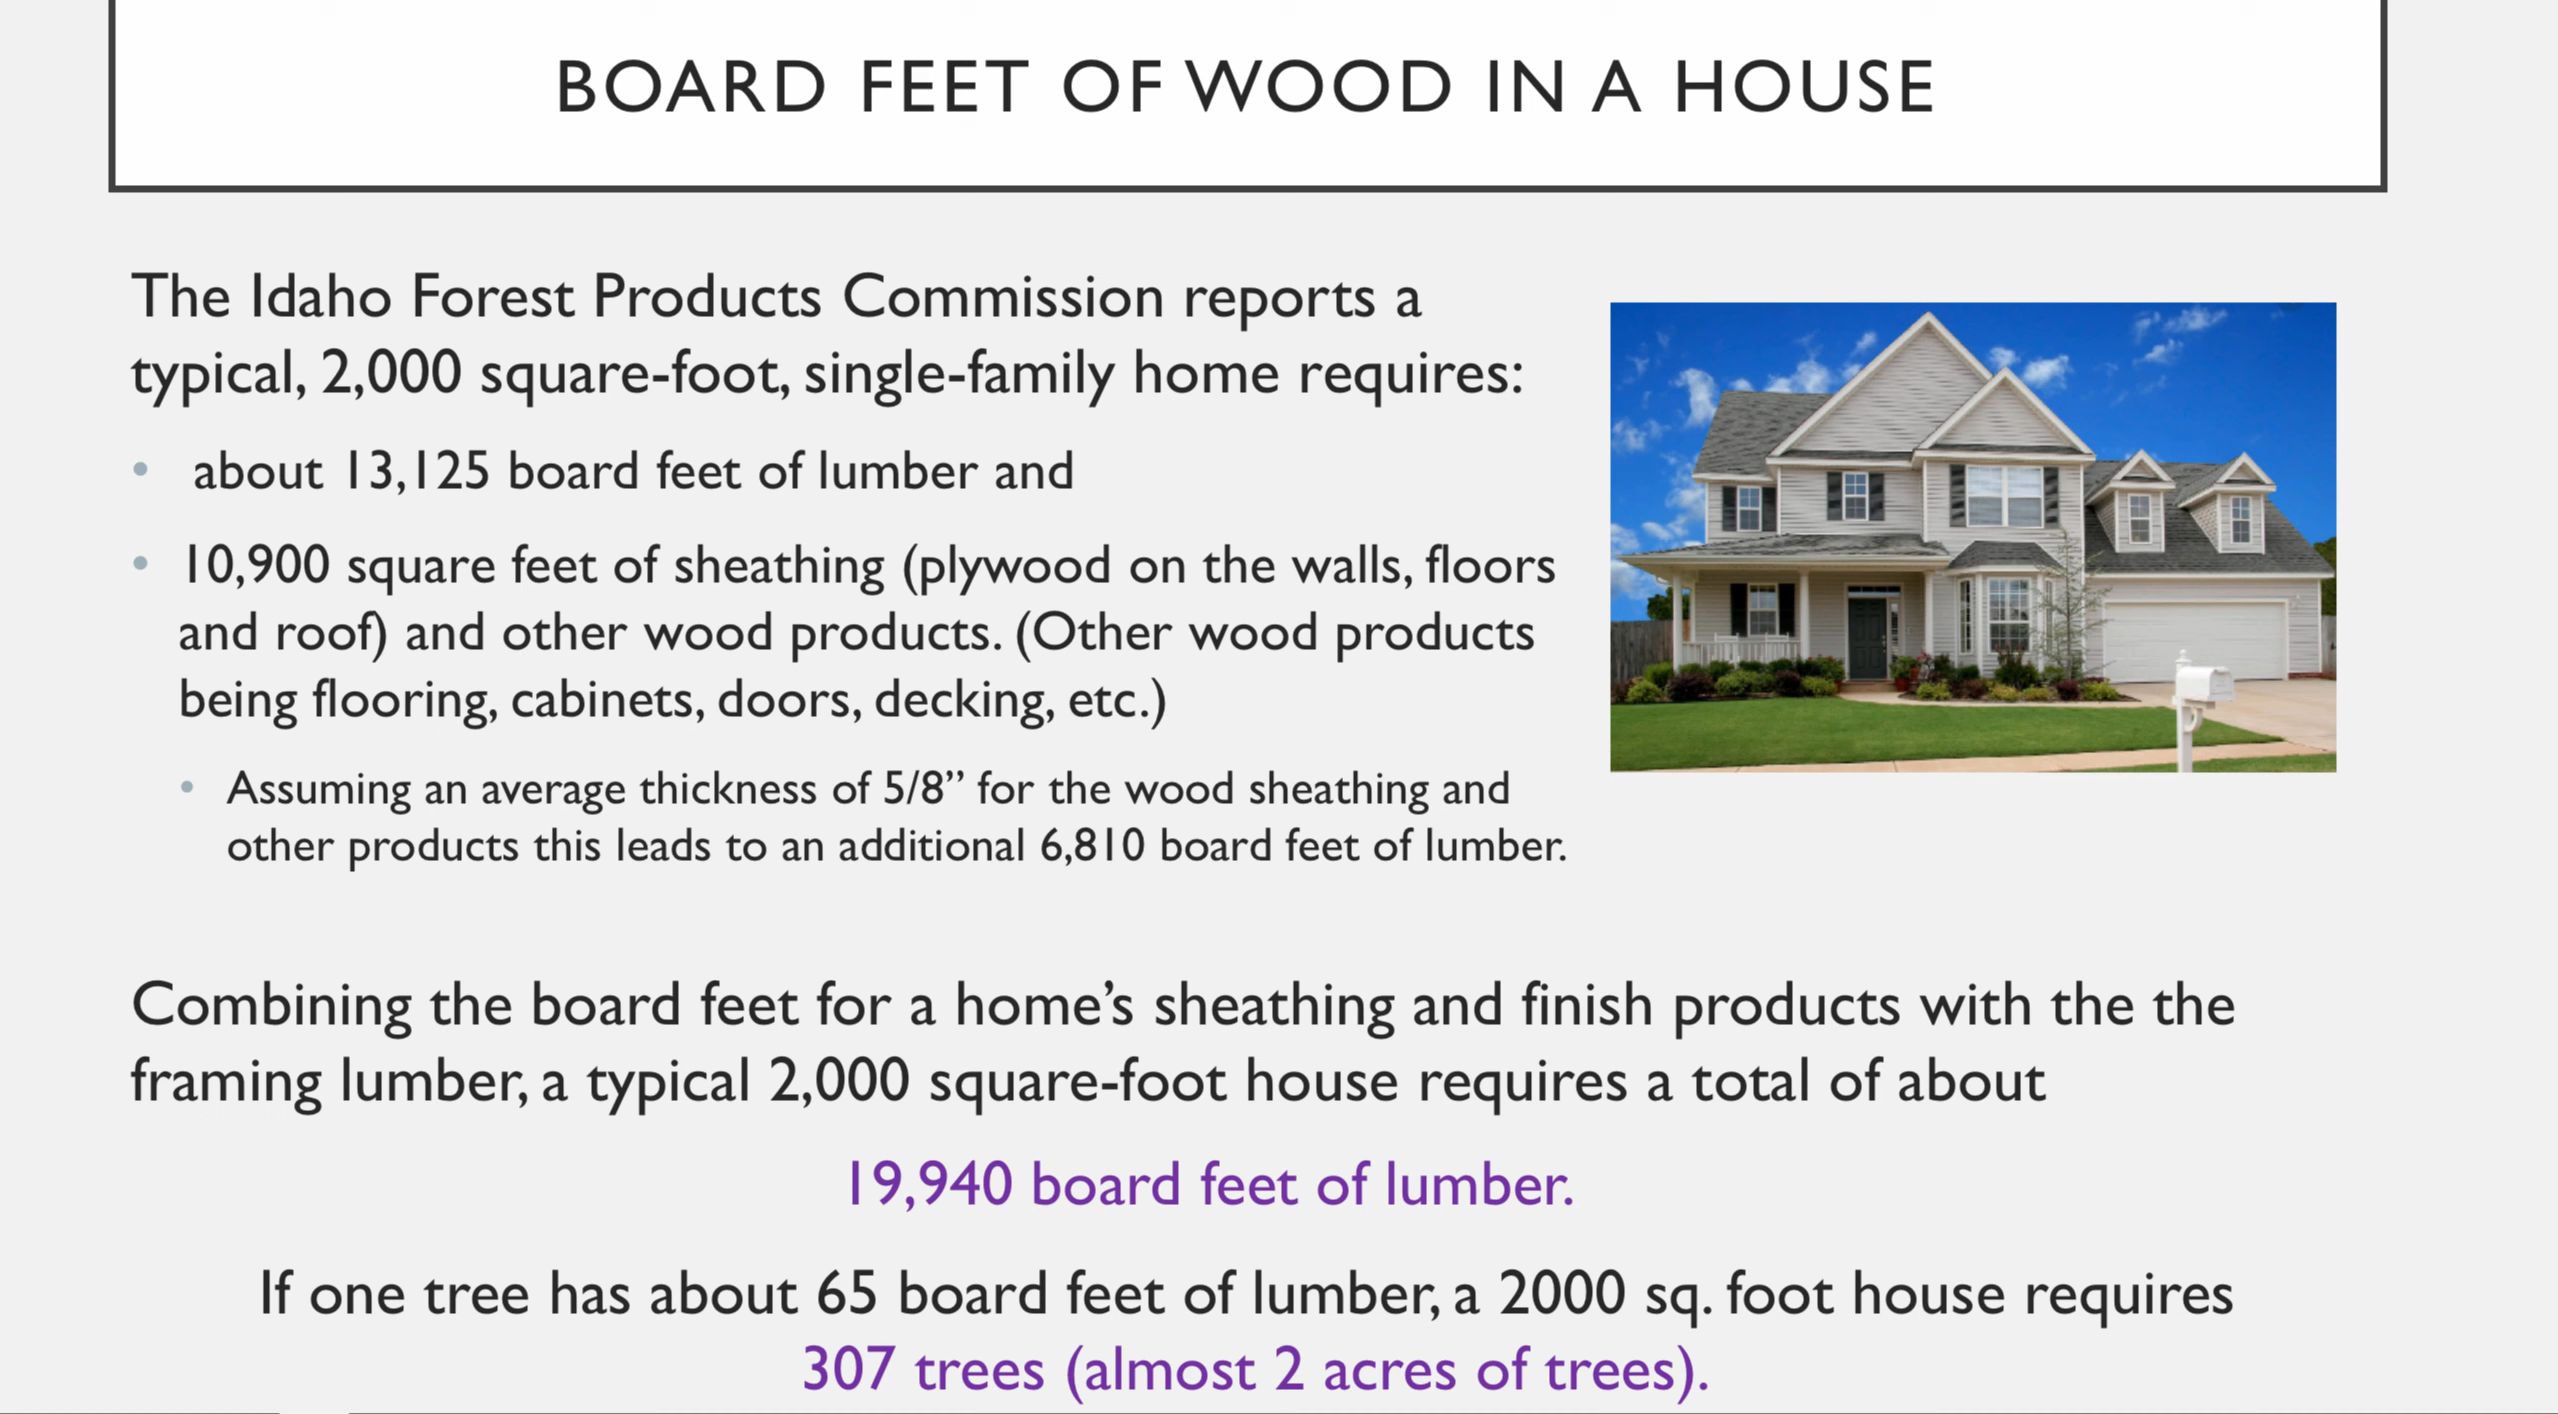 BOARD FEET OF WOOD IN A HOUSE
The Idaho Forest Products Commission reports a
typical, 2,000 square-foot, single-family home requires:
• about 13,125 board feet of lumber and
• 10,900 square feet of sheathing (plywood on the walls, floors
and roof) and other wood products. (Other wood products
being flooring, cabinets, doors, decking, etc.)
• Assuming an average thickness of 5/8” for the wood sheathing and
other products this leads to an additional 6,810 board feet of lumber.
Combining the board feet for a home’s sheathing and finish products with the the
framing lumber, a typical 2,000 square-foot house requires a total of about
19,940 board feet of lumber.
If one tree has about 65 board feet of lumber, a 2000 sq. foot house requires
307 trees (almost 2 acres of trees).